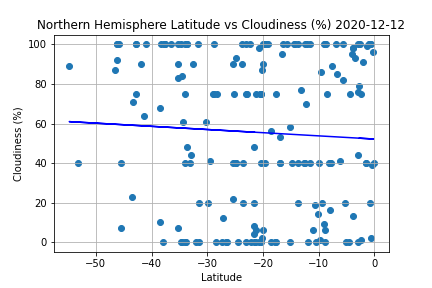 Northern Hemisphere Latitude vs Cloudiness (%) 2020-12-12
100
80
60
40
20
0
Cloudiness (%)
−50 −40 −30 −20 −10 0
Latitude